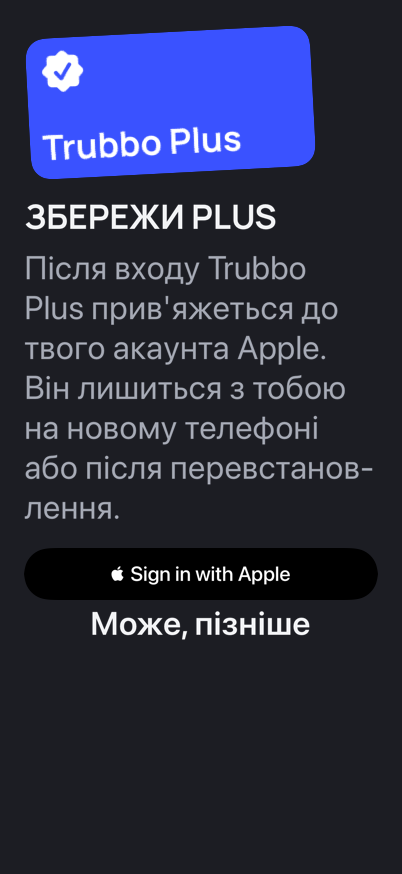 Trubbo Plus
ЗБЕРЕЖИ PLUS
Після входу Trubbo
Plus прив'яжеться до
твого акаунта Apple.
Він лишиться з тобою
на новому телефоні
або після перевстанов-
лення.
Sign in with Apple
Може, пізніше